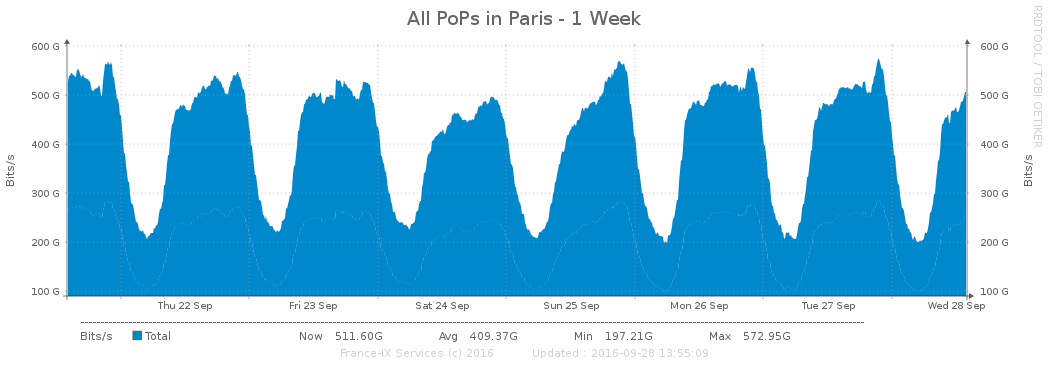 All PoPs in Paris - 1 Week
RRDTOOL / TOBI OETIKER
600 G 600 G
500 G 500 G
400 G 400 G
300 G 300 G
200 G 200 G
100 G 100 G
Bits/s
Bits/s
Thu 22 Sep Fri 23 Sep Sat 24 Sep Sun 25 Sep Mon 26 Sep Tue 27 Sep Wed 28 Sep
Bits/s Total Now 511.60G Avg 409.37G Min 197.21G Max 572.95G
France-IX Services (c) 2016 Updated : 2016-09-28 13:55:09